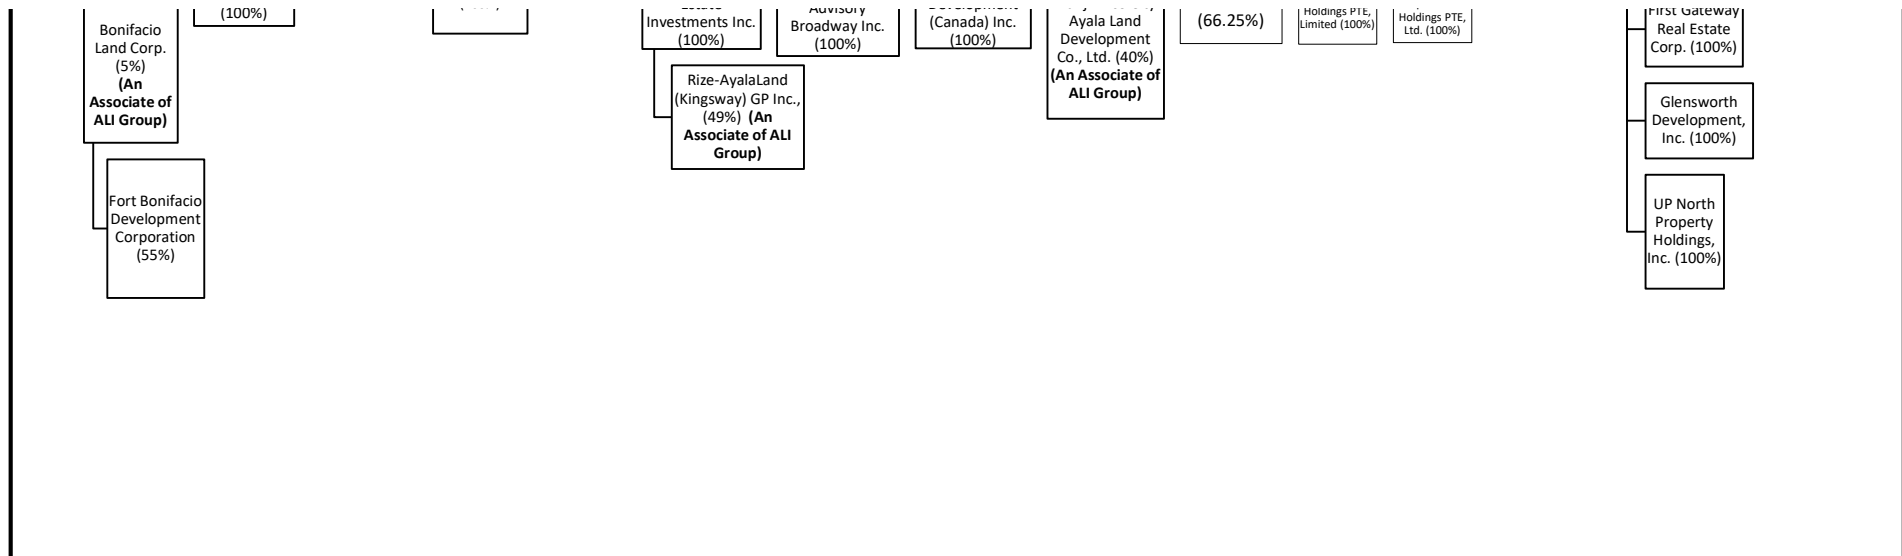 Bonifacio
Land Corp.
(5%)
(An
Associate of
ALI Group)
(100%)
Fort Bonifacio
Development
Corporation
(55%)
Estate
Investments Inc.
(100%)
Rize-AyalaLand
(Kingsway) GP Inc.,
(49%) (An
Associate of ALI
Group)
Advisory
Broadway Inc.
(100%)
Development
(Canada) Inc.
(100%)
Ayala Land
Development
Co., Ltd. (40%)
(An Associate of
ALI Group)
(66.25%)
Holdings PTE,
Limited (100%)
Holdings PTE,
Ltd. (100%)
First Gateway
Real Estate
Corp. (100%)
Glensworth
Development,
Inc. (100%)
UP North
Property
Holdings,
Inc. (100%)